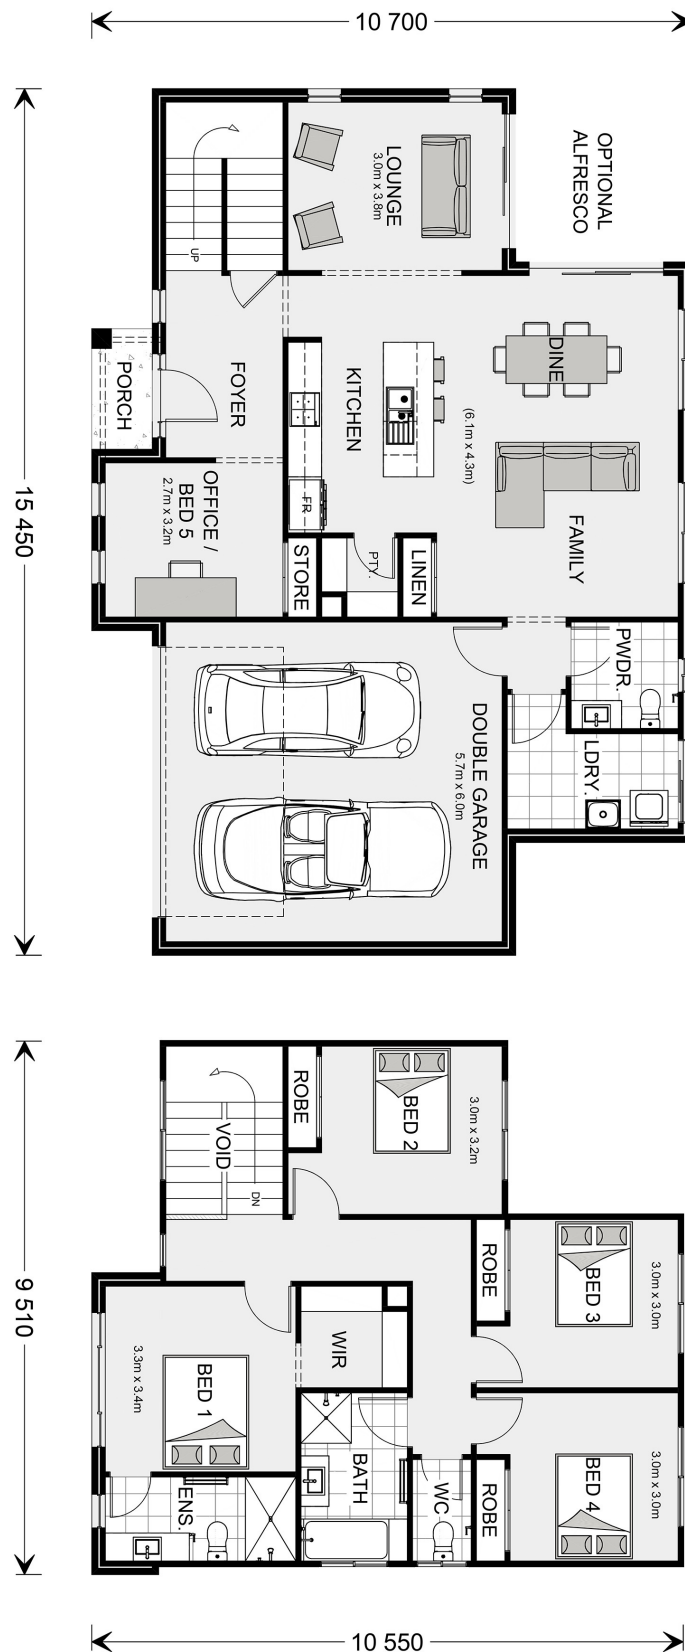 10 700
OPTIONAL
ALFRESCO
LOUNGE
3.0m x 3.8m
UP
DINE
PORCH
FOYER
KITCHEN
(6.1m x 4.3m)
15 450
OFFICE /
BED 5
2.7m x 3.2m
FR
FAMILY
STORE
PTY.
LINEN
PWDR.
DOUBLE GARAGE
5.7m x 6.0m
LDRY.
ROBE
BED 2
3.0m x 3.2m
VOID
DN
9 510
ROBE
BED 3
3.0m x 3.0m
WIR
BED 1
3.3m x 3.4m
BATH
ENS.
WC
ROBE
BED 4
3.0m x 3.0m
10 550